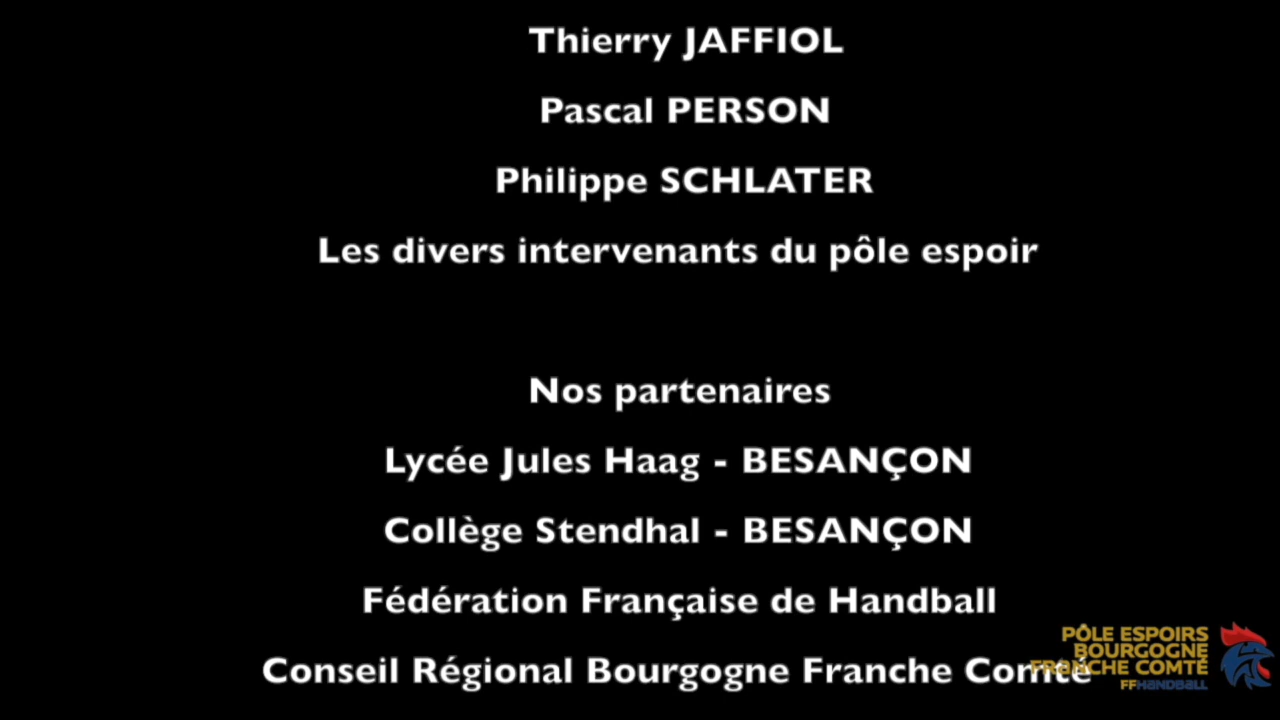 Thierry JAFFIOL
Pascal PERSON
Philippe SCHLATER
Les divers intervenants du pôle espoir
Nos partenaires
Lycée Jules Haag - BESANÇON
Collège Stendhal - BESANÇON
Fédération Française de Handball
Conseil Régional Bourgogne Franche Comté
PÔLE ESPOIRS
BOURGOGNE
FRANCHE COMTÉ
FFHANDBALL